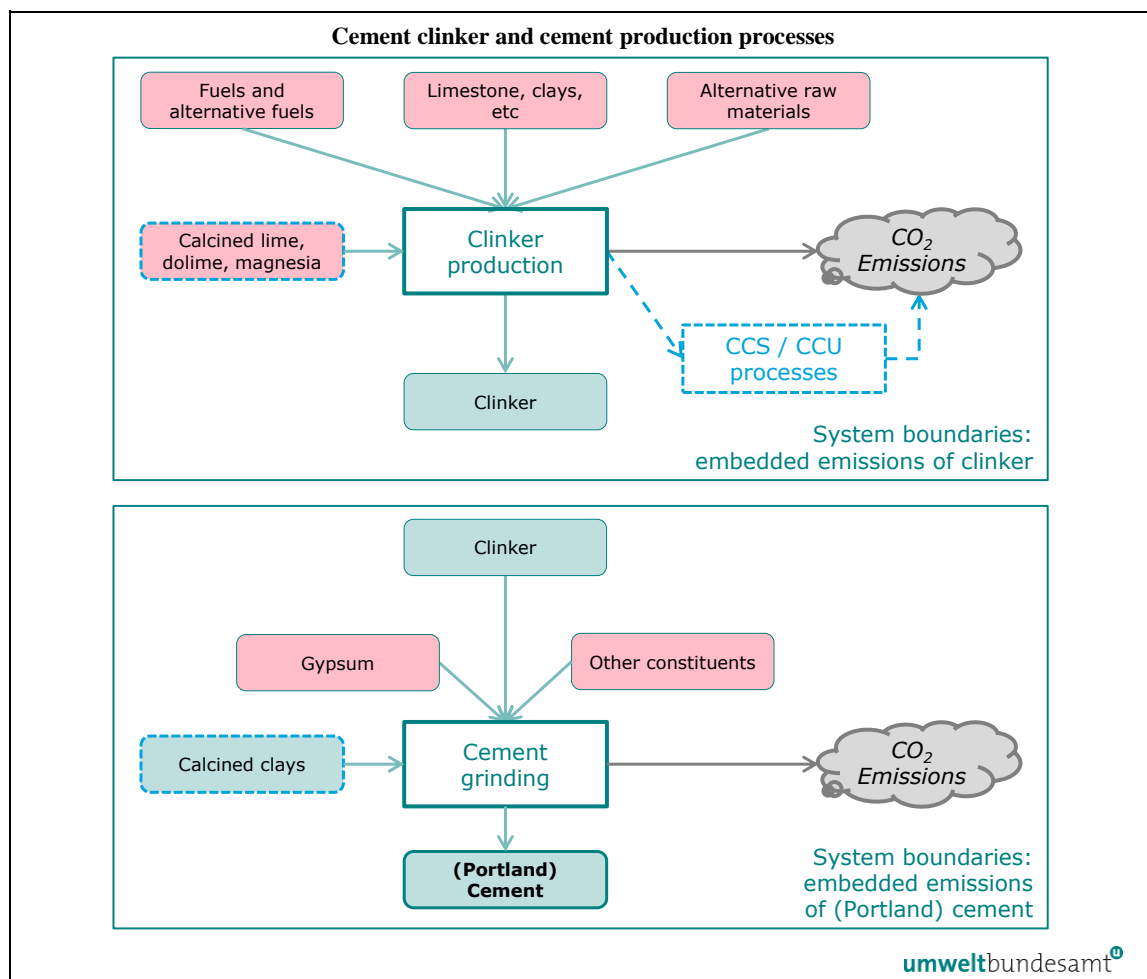 Cement clinker and cement production processes
Fuels and
alternative fuels
Limestone, clays,
etc
Alternative raw
materials
Calcined lime,
dolime, magnesia
Clinker
production
CO2
Emissions
CCS / CCU
processes
Clinker
System boundaries:
embedded emissions of clinker
Clinker
Gypsum
Other constituents
Calcined clays
Cement
grinding
CO2
Emissions
(Portland)
Cement
System boundaries:
embedded emissions
of (Portland) cement
umweltbundesamt u